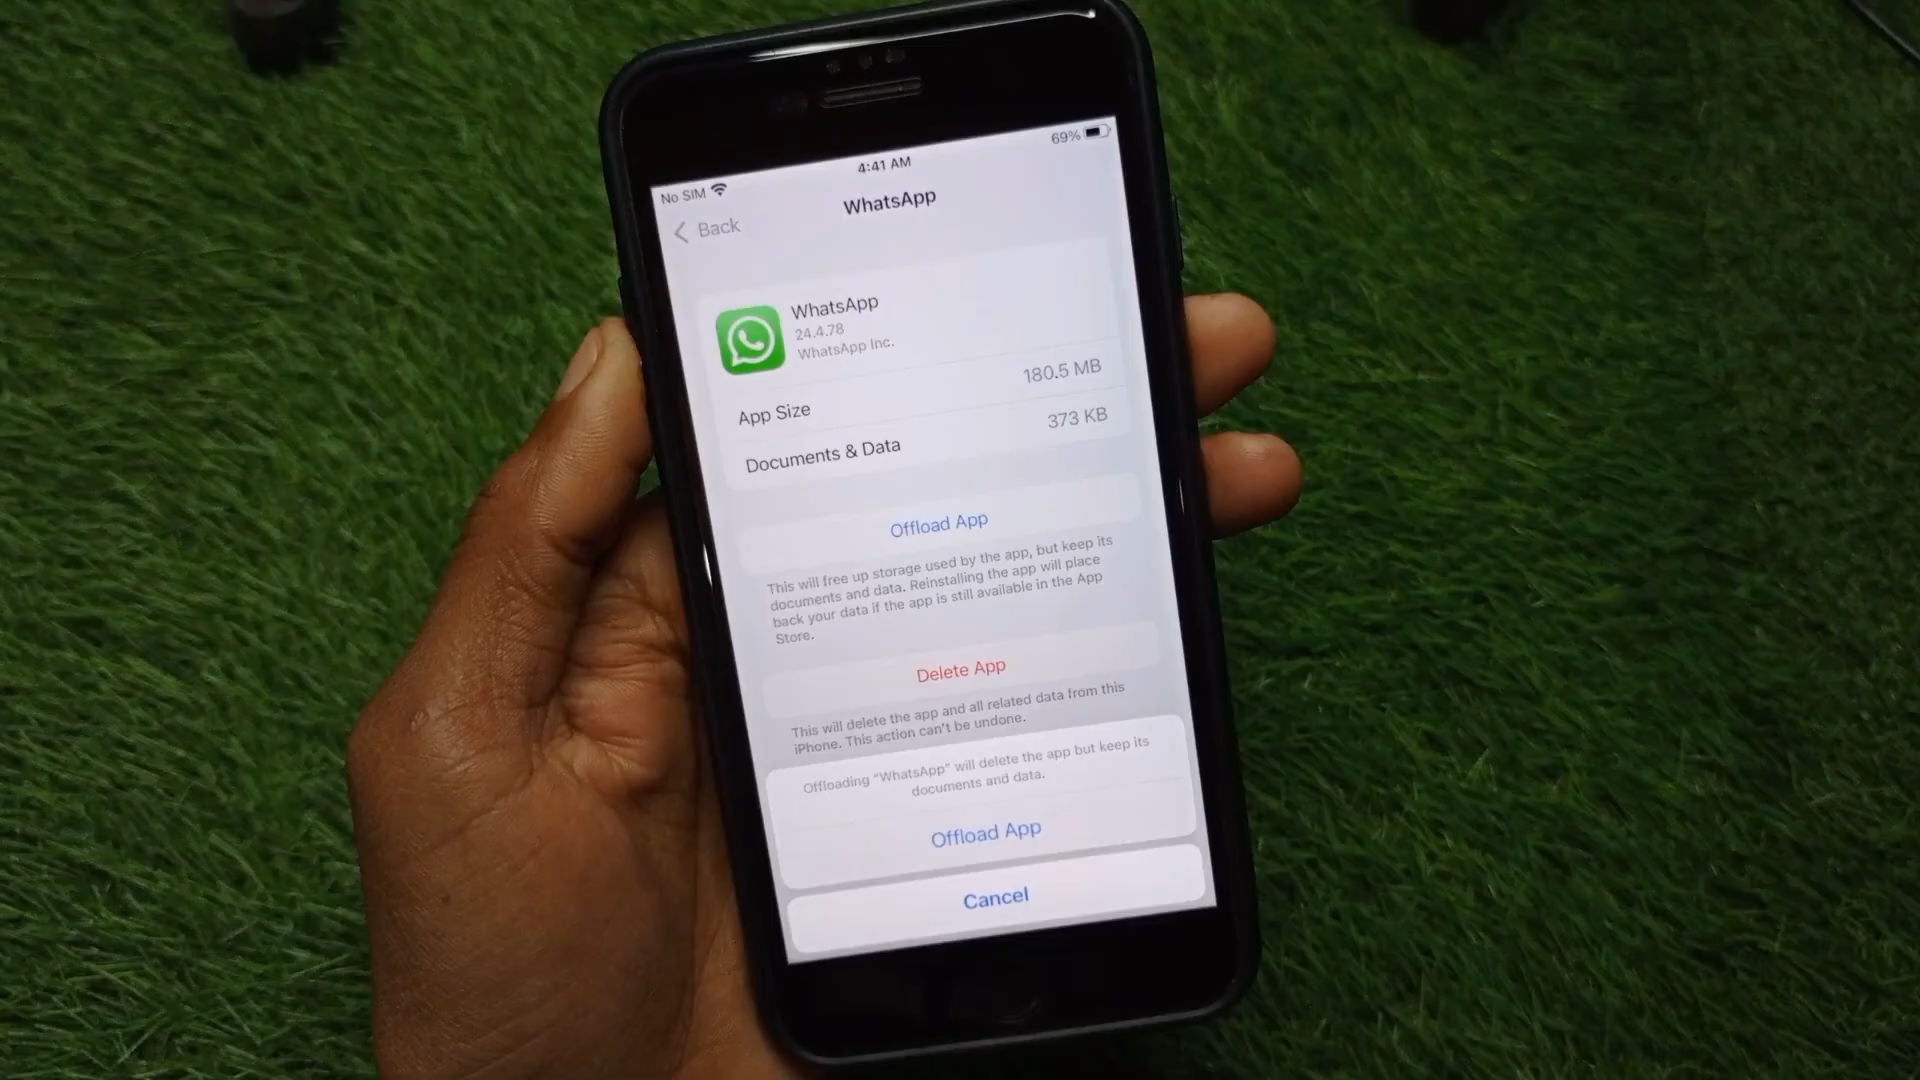 No SIM
4:41 AM
69%
Back
WhatsApp
WhatsApp
24.4.78
WhatsApp Inc.
App Size
180.5 MB
Documents & Data
373 KB
Offload App
This will free up storage used by the app, but keep its
documents and data. Reinstalling the app will place
back your data if the app is still available in the App
Store.
Delete App
This will delete the app and all related data from this
iPhone. This action can't be undone.
Offloading “WhatsApp” will delete the app but keep its
documents and data.
Offload App
Cancel